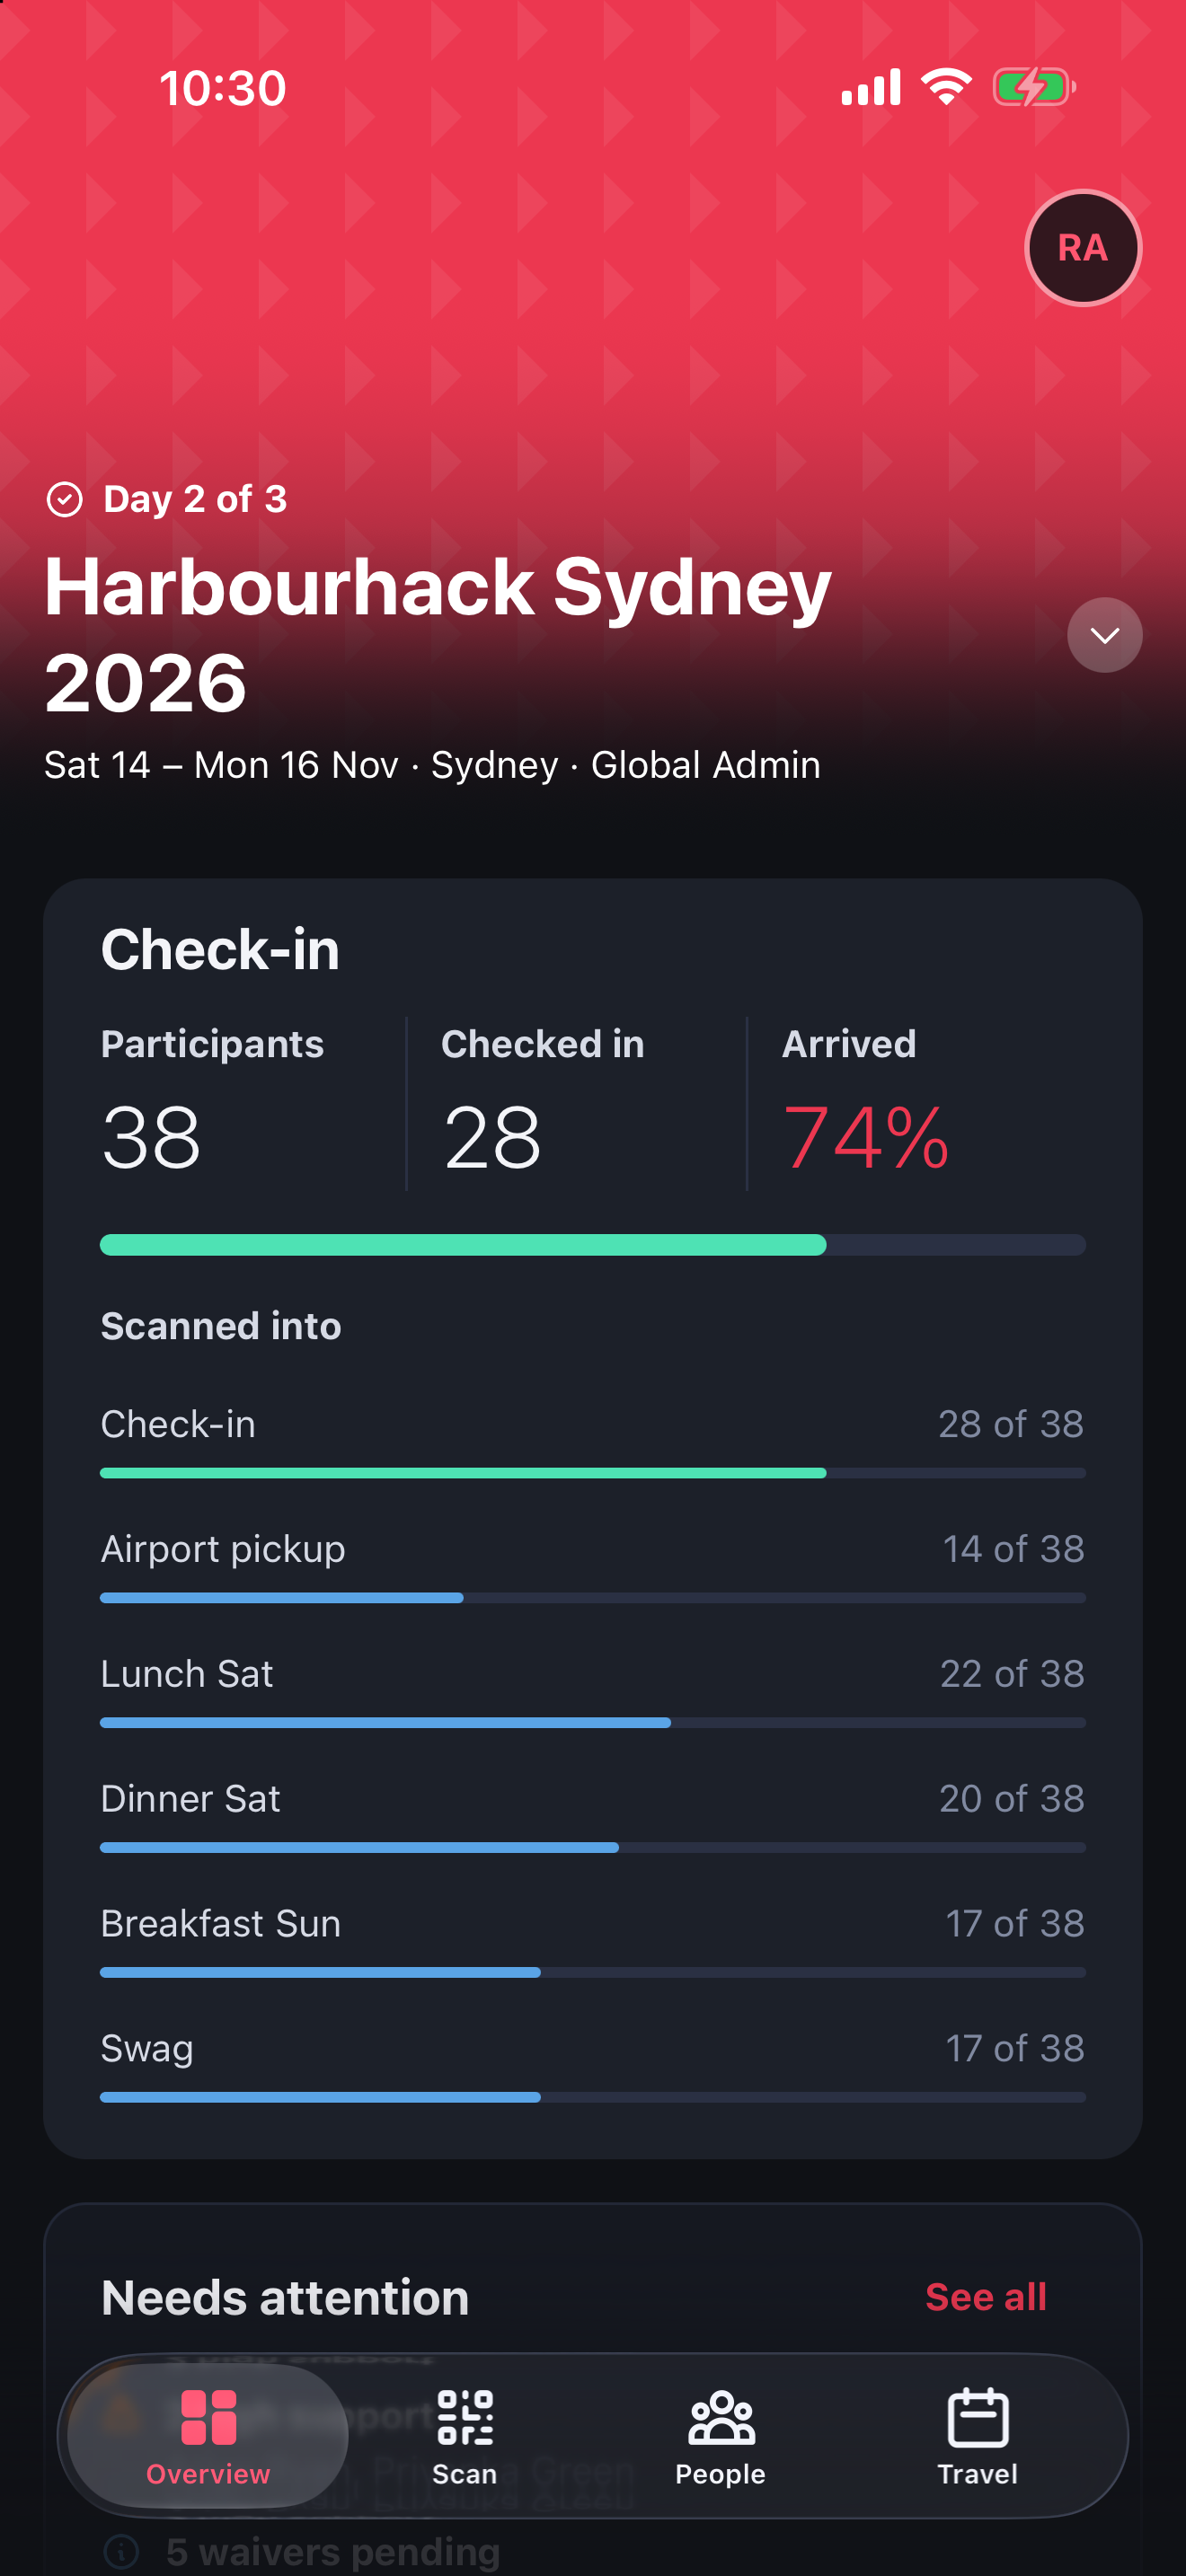 10:30
RA
Day 2 of 3
Harbourhack Sydney
2026
Sat 14 – Mon 16 Nov · Sydney · Global Admin
Check-in
Participants
Checked in
Arrived
38
28
74%
Scanned into
Check-in
28 of 38
Airport pickup
14 of 38
Lunch Sat
22 of 38
Dinner Sat
20 of 38
Breakfast Sun
17 of 38
Swag
17 of 38
Needs attention
See all
support
Green
Overview
Scan
People
Travel
5 waivers pending